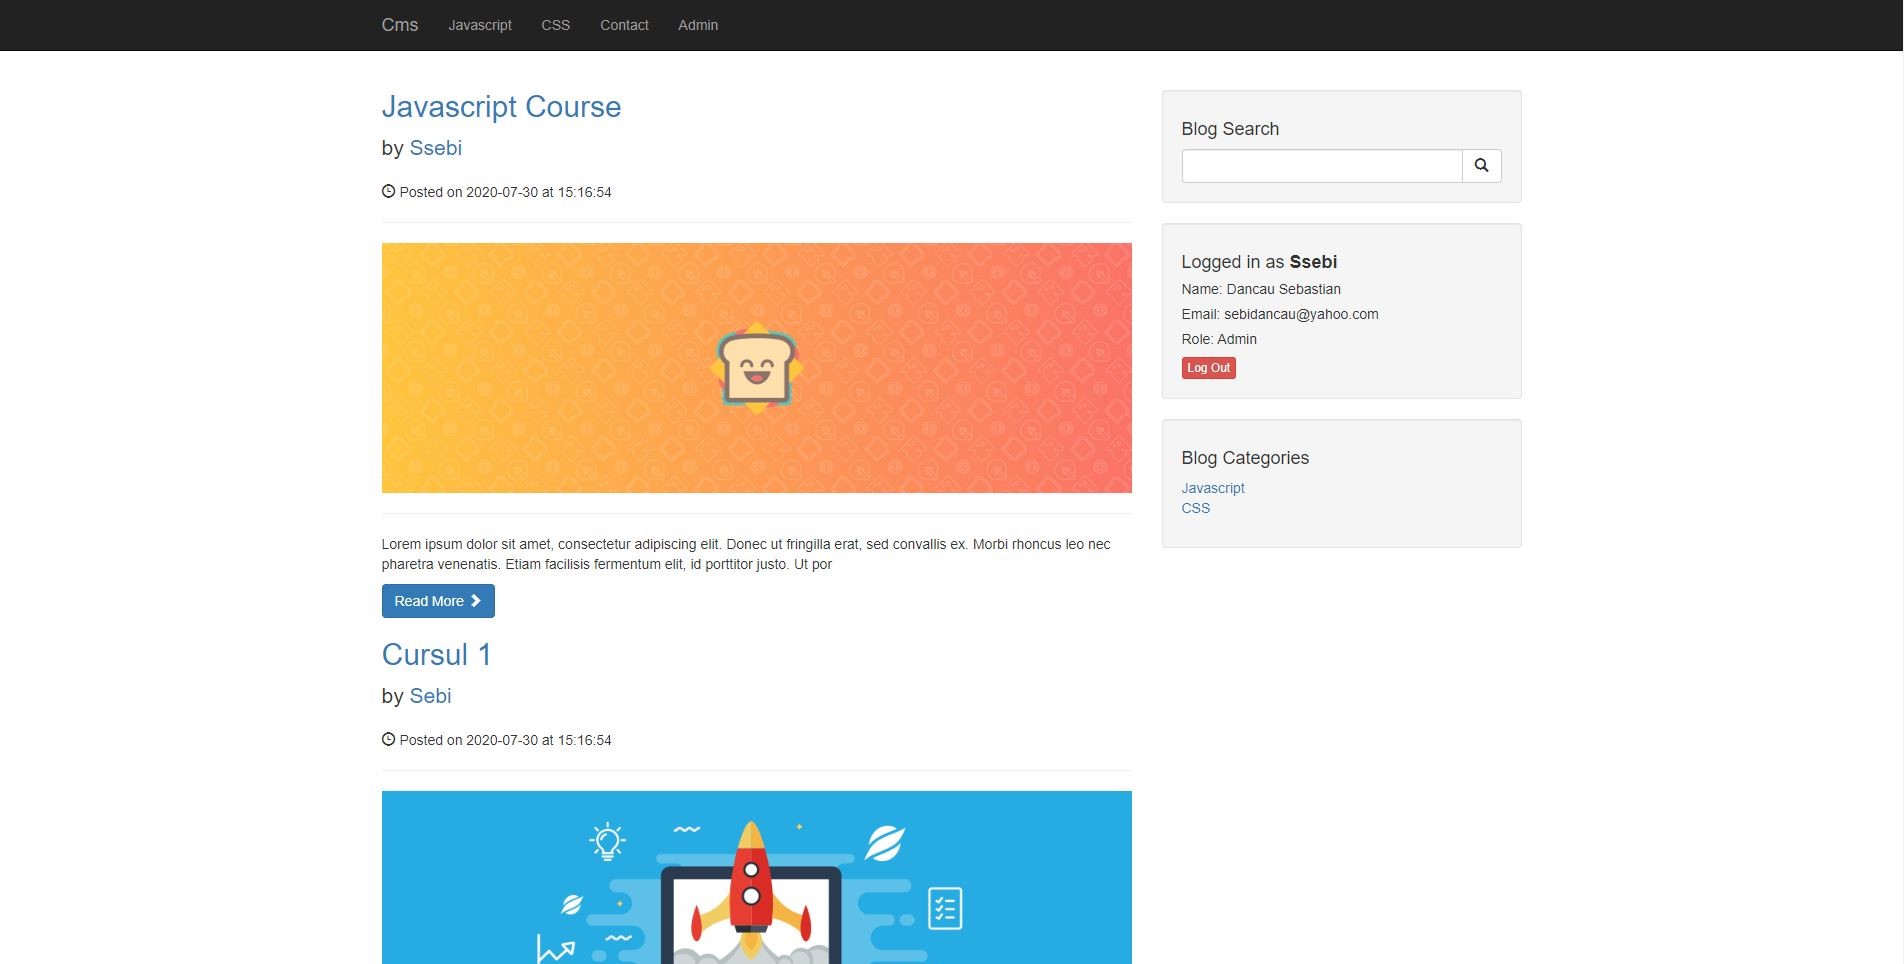 Cms Javascript CSS Contact Admin
Javascript Course
by Ssebi
Posted on 2020-07-30 at 15:16:54
Lorem ipsum dolor sit amet, consectetur adipiscing elit. Donec ut fringilla erat, sed convallis ex. Morbi rhoncus leo nec
pharetra venenatis. Etiam facilisis fermentum elit, id porttitor justo. Ut por
Read More
Cursul 1
by Sebi
Posted on 2020-07-30 at 15:16:54
Blog Search
Logged in as Ssebi
Name: Dancau Sebastian
Email: sebidancau@yahoo.com
Role: Admin
Log Out
Blog Categories
Javascript
CSS